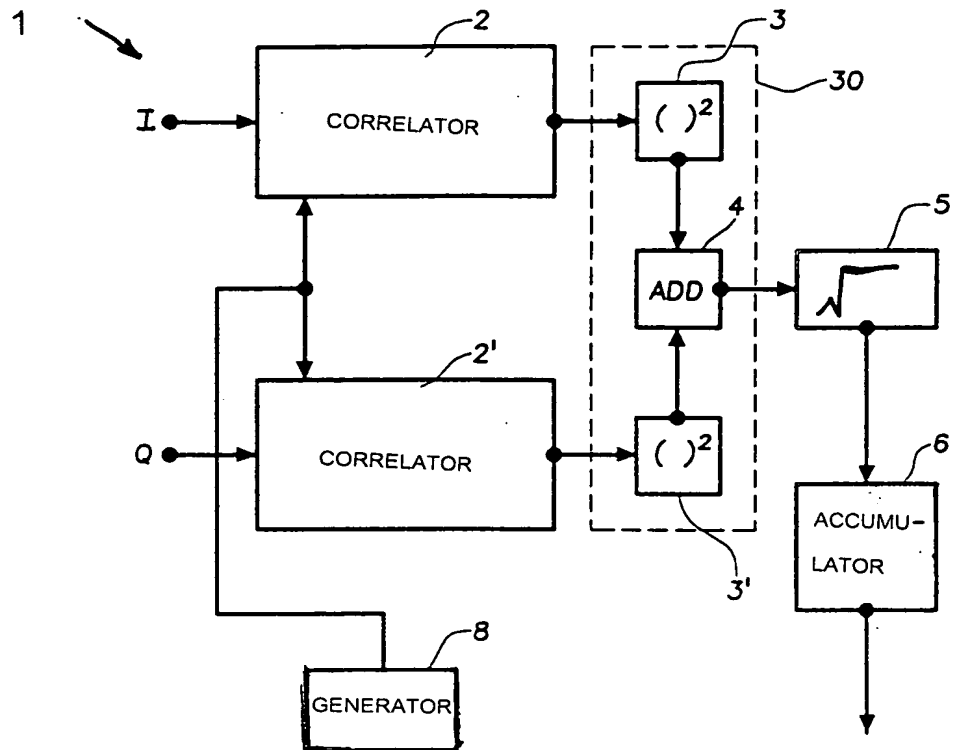 1
2
3
30
I
CORRELATOR
( )²
4
5
ADD
√
2'
Q
CORRELATOR
( )²
6
ACCUMU-
LATOR
3'
8
GENERATOR